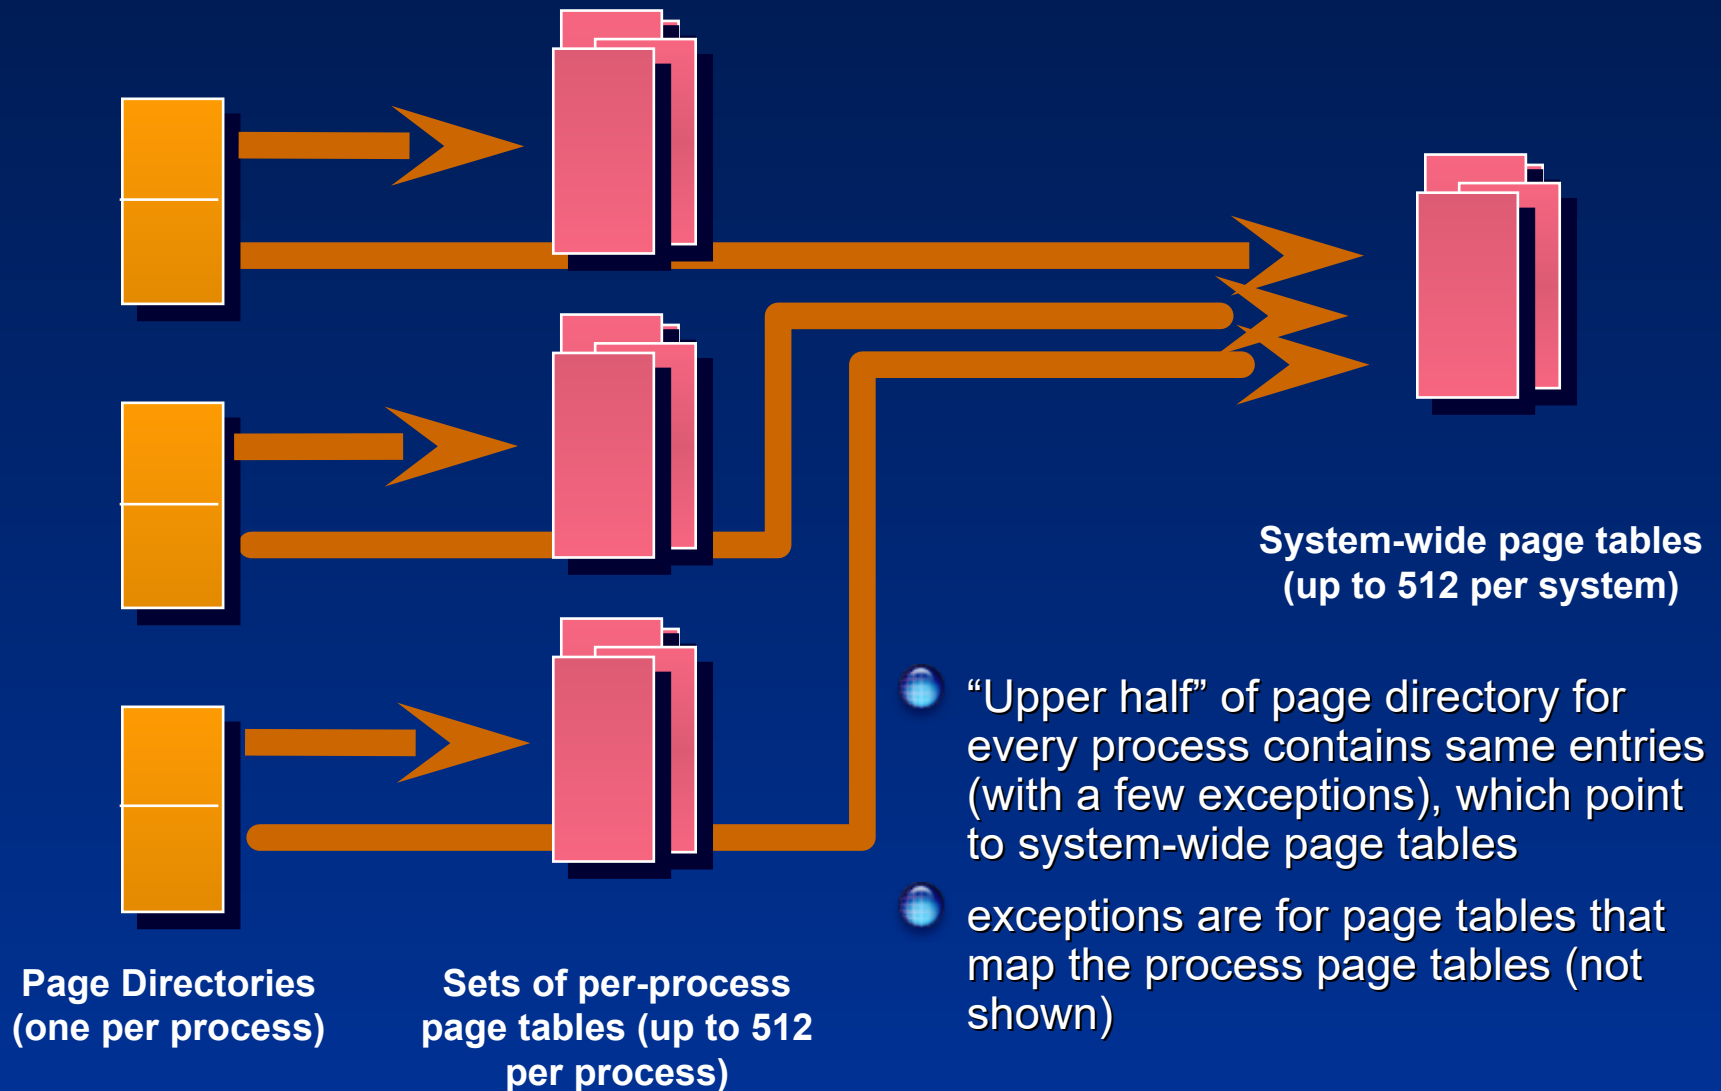 System-wide page tables
(up to 512 per system)
“Upper half” of page directory for
every process contains same entries
(with a few exceptions), which point
to system-wide page tables
exceptions are for page tables that
map the process page tables (not
shown)
Page Directories
(one per process)
Sets of per-process
page tables (up to 512
per process)